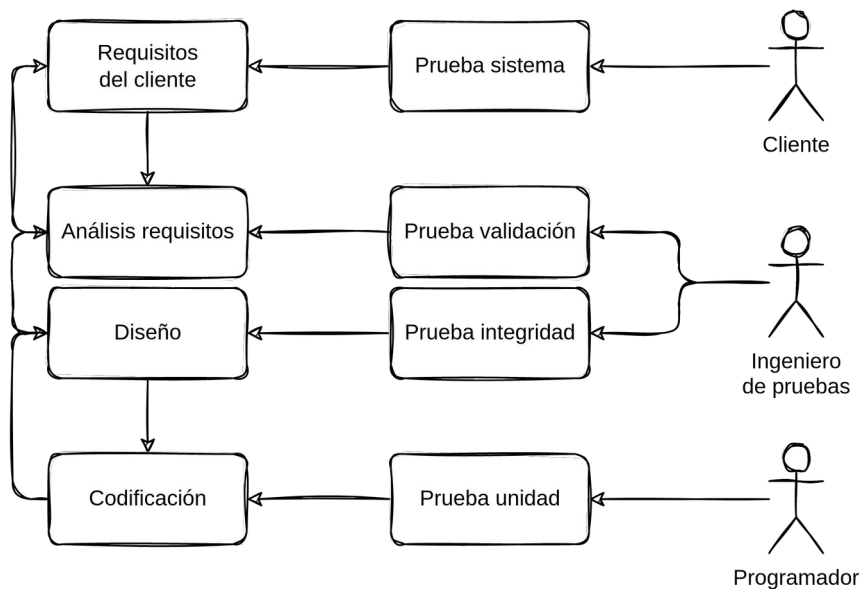 Requisitos
del cliente
Prueba sistema
Cliente
Análisis requisitos
Prueba validación
Diseño
Prueba integridad
Ingeniero
de pruebas
Codificación
Prueba unidad
Programador